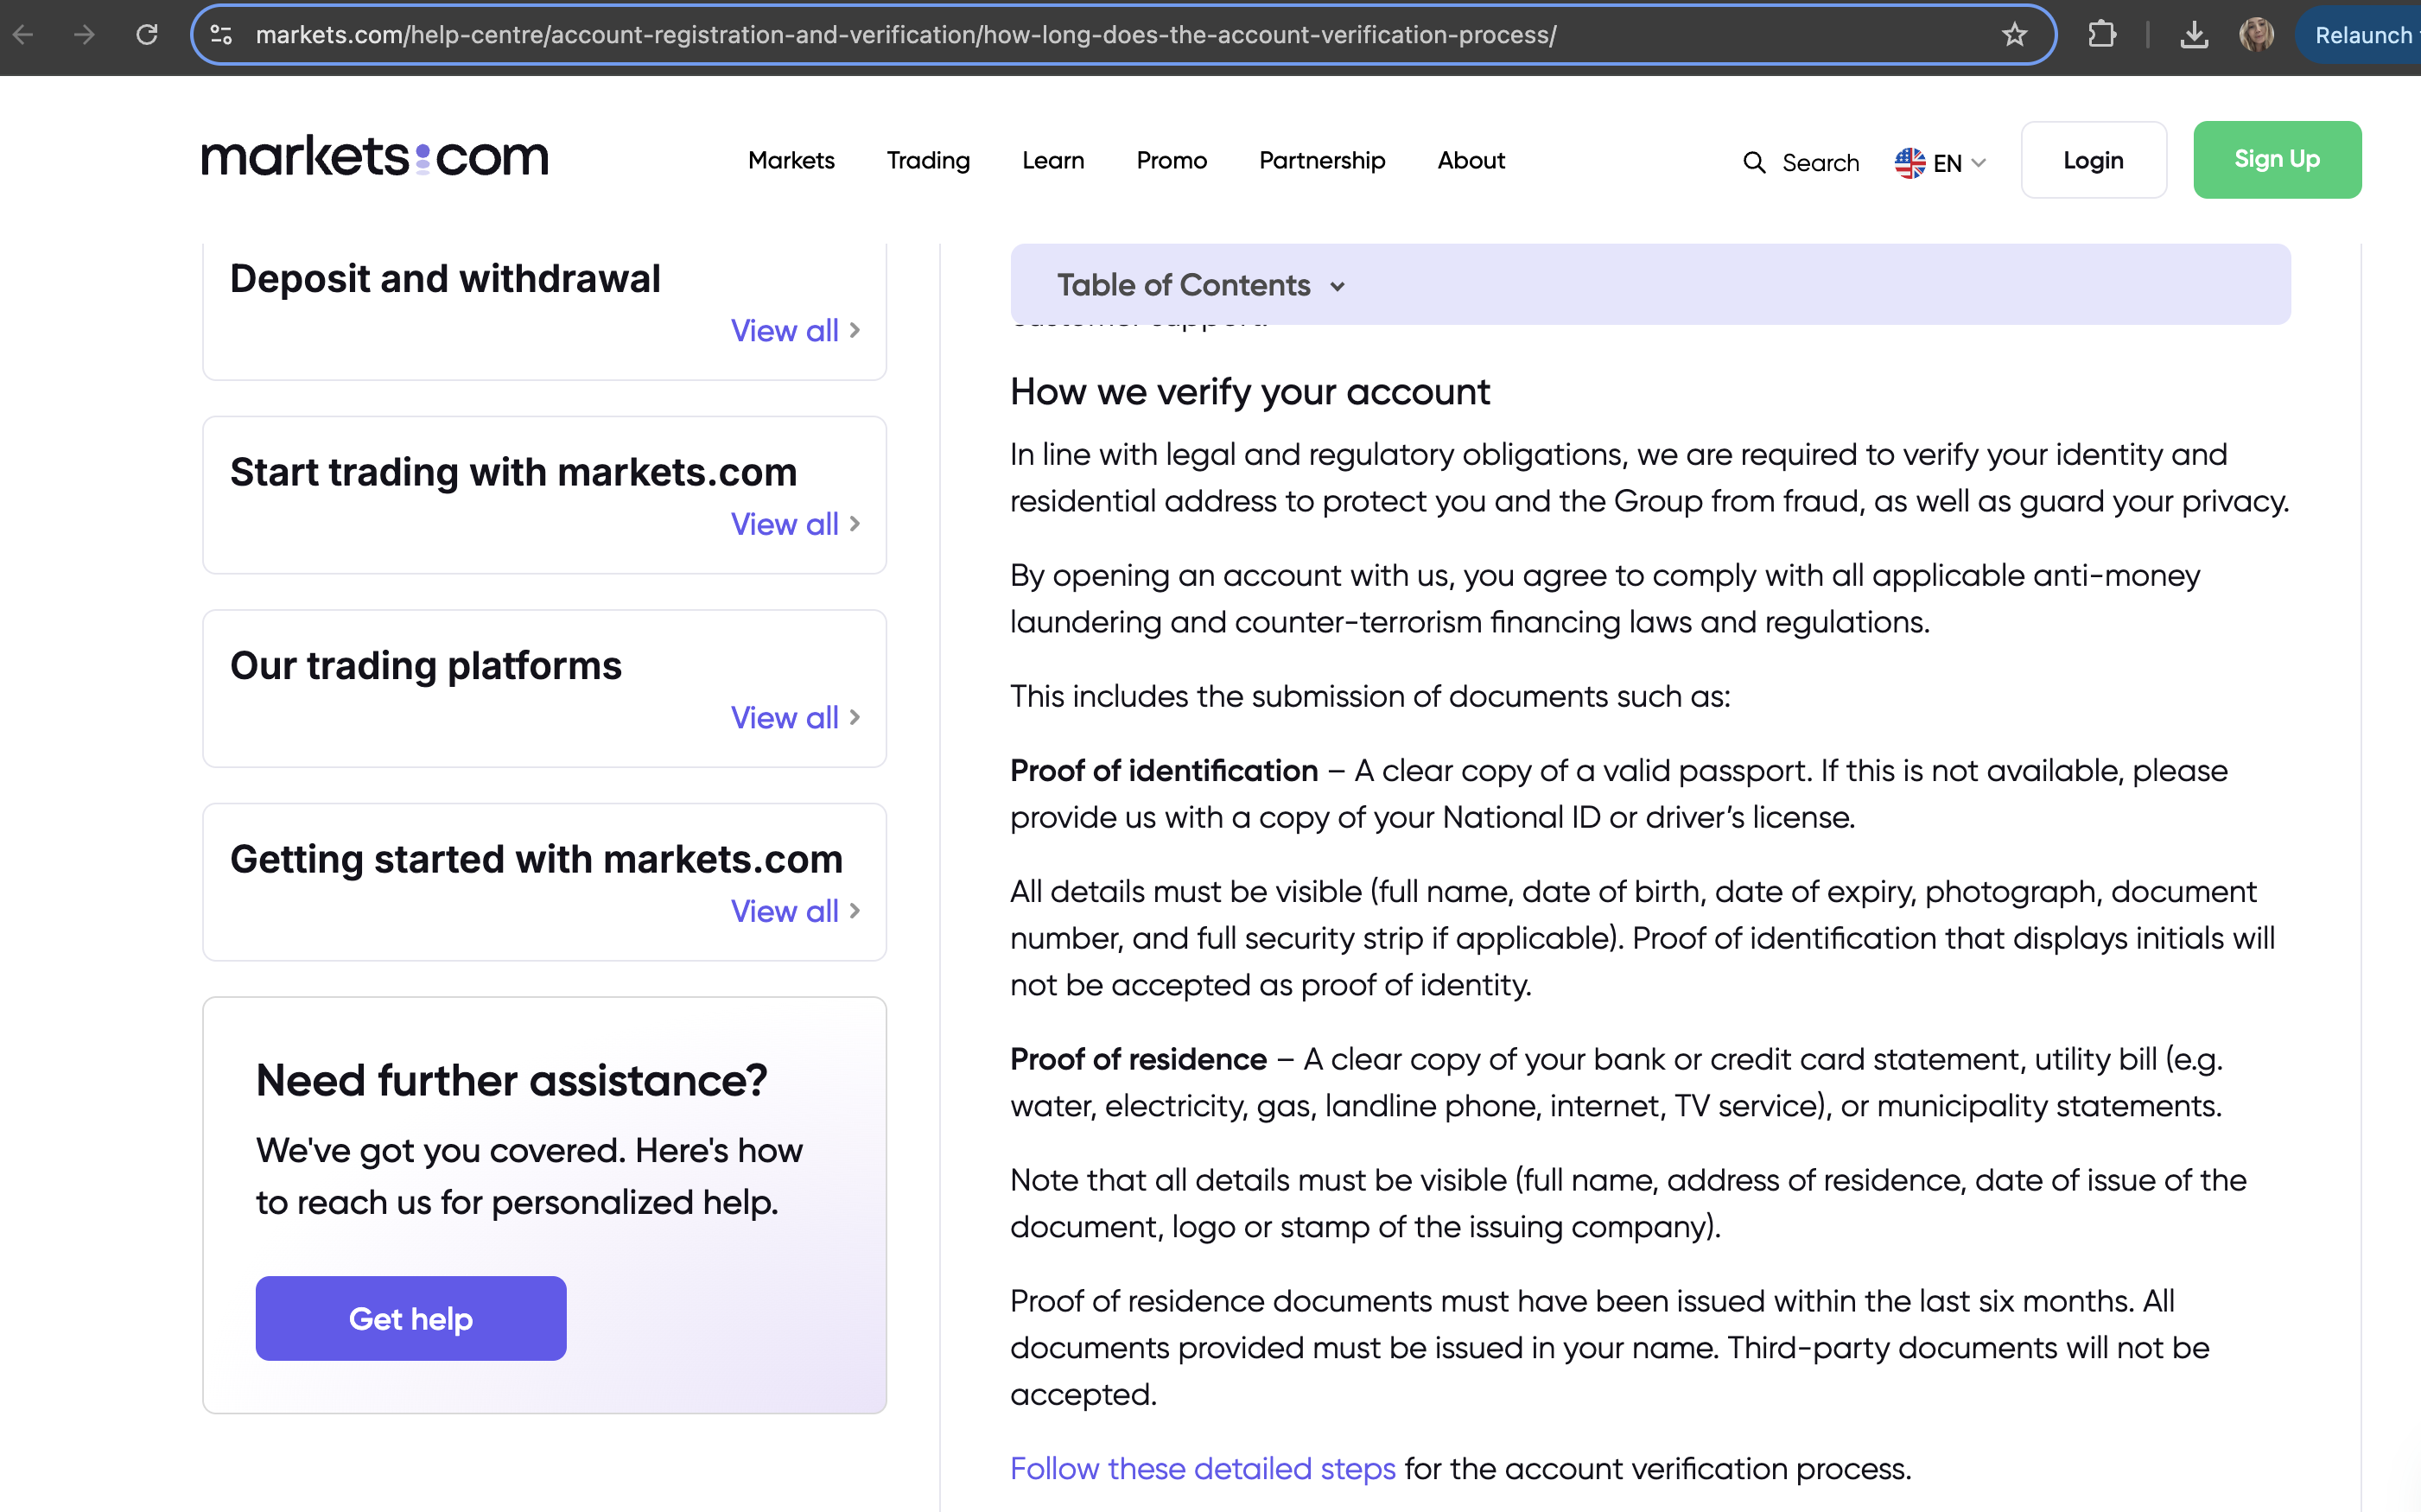 markets.com/help-centre/account-registration-and-verification/how-long-does-the-account-verification-process/
Relaunch
markets.com
Markets
Trading
Learn
Promo
Partnership
About
Search
EN
Login
Sign Up
Deposit and withdrawal
View all
Start trading with markets.com
View all
Our trading platforms
View all
Getting started with markets.com
View all
Need further assistance?
We've got you covered. Here's how
to reach us for personalized help.
Get help
Table of Contents
customer support.
How we verify your account
In line with legal and regulatory obligations, we are required to verify your identity and
residential address to protect you and the Group from fraud, as well as guard your privacy.
By opening an account with us, you agree to comply with all applicable anti-money
laundering and counter-terrorism financing laws and regulations.
This includes the submission of documents such as:
Proof of identification – A clear copy of a valid passport. If this is not available, please
provide us with a copy of your National ID or driver’s license.
All details must be visible (full name, date of birth, date of expiry, photograph, document
number, and full security strip if applicable). Proof of identification that displays initials will
not be accepted as proof of identity.
Proof of residence – A clear copy of your bank or credit card statement, utility bill (e.g.
water, electricity, gas, landline phone, internet, TV service), or municipality statements.
Note that all details must be visible (full name, address of residence, date of issue of the
document, logo or stamp of the issuing company).
Proof of residence documents must have been issued within the last six months. All
documents provided must be issued in your name. Third-party documents will not be
accepted.
Follow these detailed steps for the account verification process.